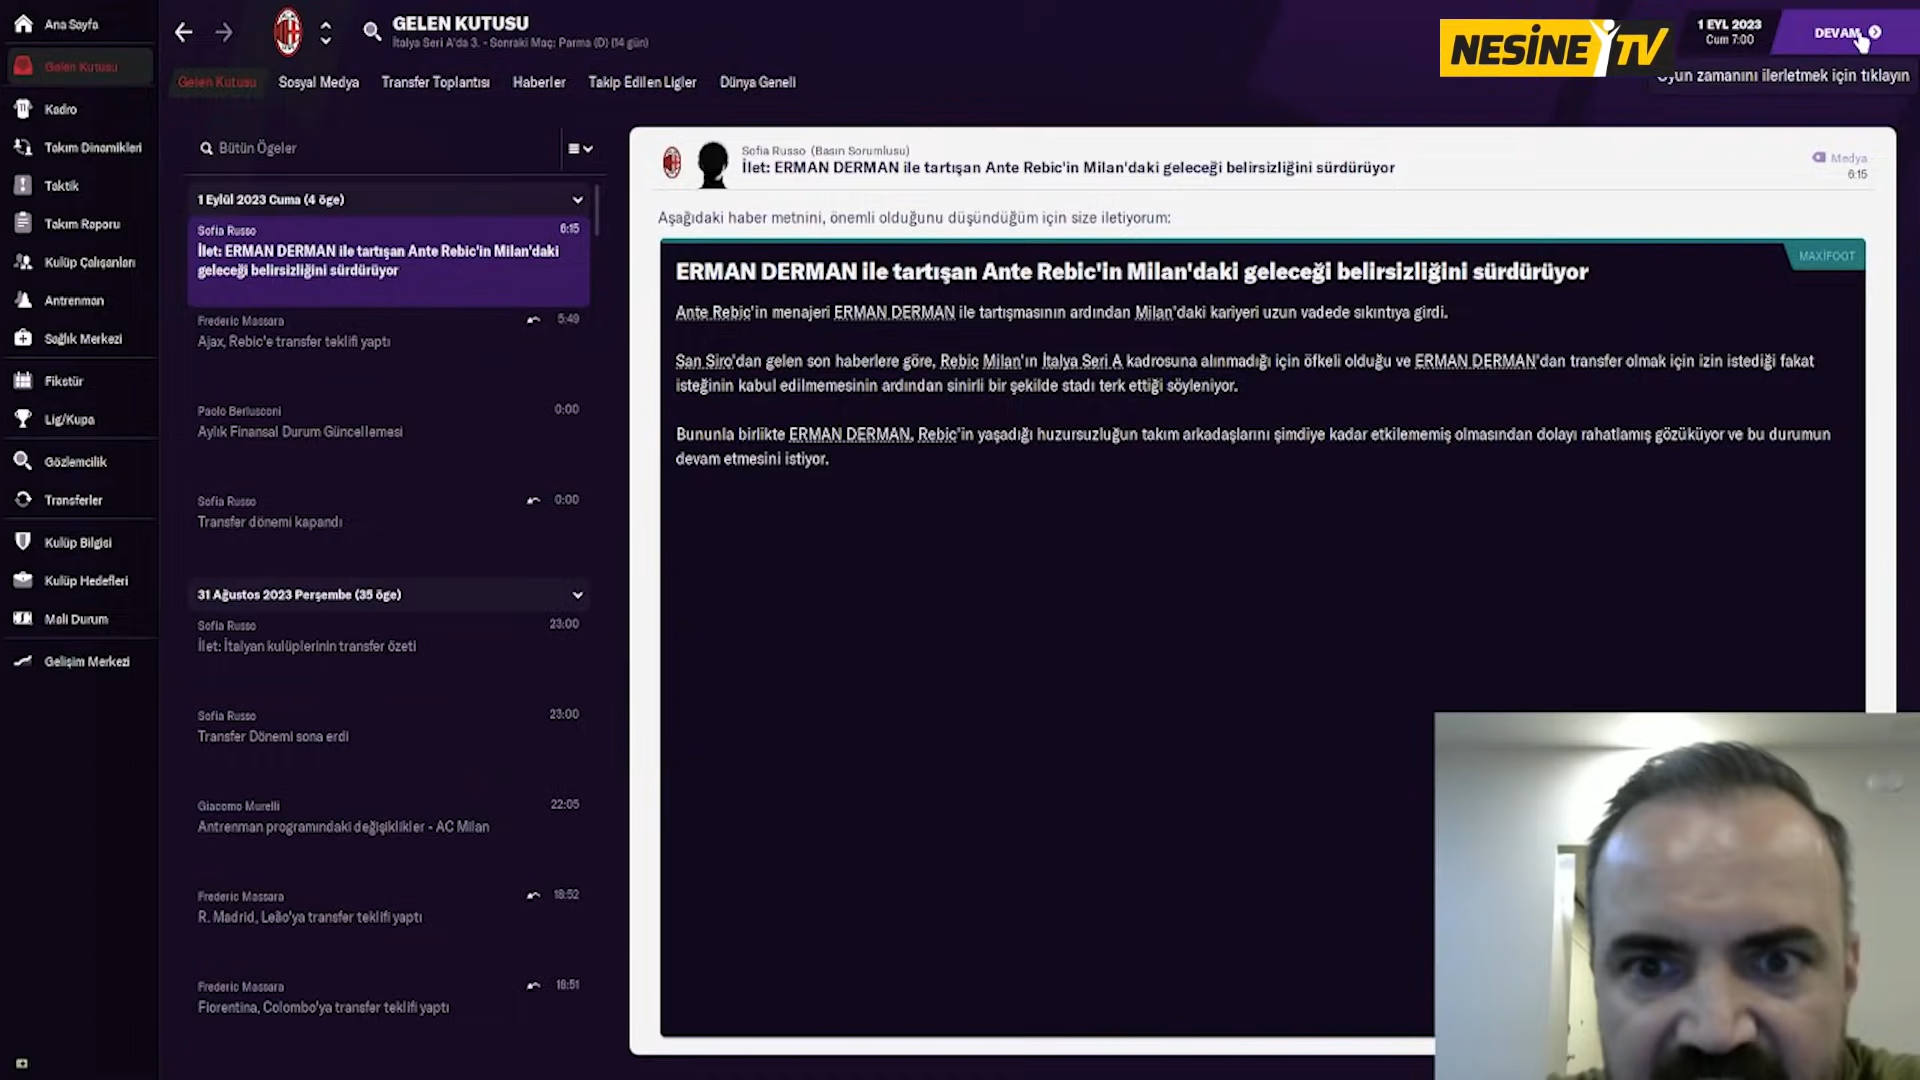 Ana Sayfa
Gelen Kutusu
Kadro
Takım Dinamikleri
Taktik
Takım Raporu
Kulüp Çalışanları
Antrenman
Sağlık Merkezi
Fikstür
Lig/Kupa
Gözlemcilik
Transferler
Kulüp Bilgisi
Kulüp Hedefleri
Mali Durum
Gelişim Merkezi
GELEN KUTUSU
İtalya Seri A'da 3. - Sonraki Maç: Parma (D) (14 gün)
Gelen Kutusu Sosyal Medya Transfer Toplantısı Haberler Takip Edilen Ligler Dünya Geneli
NESİNE TV
1 EYL 2023
Cum 7:00
DEVAM
Oyun zamanını ilerletmek için tıklayın
Bütün Ögeler
1 Eylül 2023 Cuma (4 öge)
Sofia Russo 6:15
İlet: ERMAN DERMAN ile tartışan Ante Rebic'in Milan'daki
geleceği belirsizliğini sürdürüyor
Frederic Massara 5:49
Ajax, Rebic'e transfer teklifi yaptı
Paolo Berlusconi 0:00
Aylık Finansal Durum Güncellemesi
Sofia Russo 0:00
Transfer dönemi kapandı
31 Ağustos 2023 Perşembe (35 öge)
Sofia Russo 23:00
İlet: İtalyan kulüplerinin transfer özeti
Sofia Russo 23:00
Transfer Dönemi sona erdi
Giacomo Murelli 22:05
Antrenman programındaki değişiklikler - AC Milan
Frederic Massara 18:52
R. Madrid, Leão'ya transfer teklifi yaptı
Frederic Massara 18:51
Fiorentina, Colombo'ya transfer teklifi yaptı
Sofia Russo (Basın Sorumlusu)
İlet: ERMAN DERMAN ile tartışan Ante Rebic'in Milan'daki geleceği belirsizliğini sürdürüyor
Medya
6:15
Aşağıdaki haber metnini, önemli olduğunu düşündüğüm için size iletiyorum:
MAXIFOOT
ERMAN DERMAN ile tartışan Ante Rebic'in Milan'daki geleceği belirsizliğini sürdürüyor
Ante Rebic'in menajeri ERMAN DERMAN ile tartışmasının ardından Milan'daki kariyeri uzun vadede sıkıntıya girdi.
San Siro'dan gelen son haberlere göre, Rebic Milan'ın İtalya Seri A kadrosuna alınmadığı için öfkeli olduğu ve ERMAN DERMAN'dan transfer olmak için izin istediği fakat
isteğinin kabul edilmemesinin ardından sinirli bir şekilde stadı terk ettiği söyleniyor.
Bununla birlikte ERMAN DERMAN, Rebic'in yaşadığı huzursuzluğun takım arkadaşlarını şimdiye kadar etkilememiş olmasından dolayı rahatlamış gözüküyor ve bu durumun
devam etmesini istiyor.